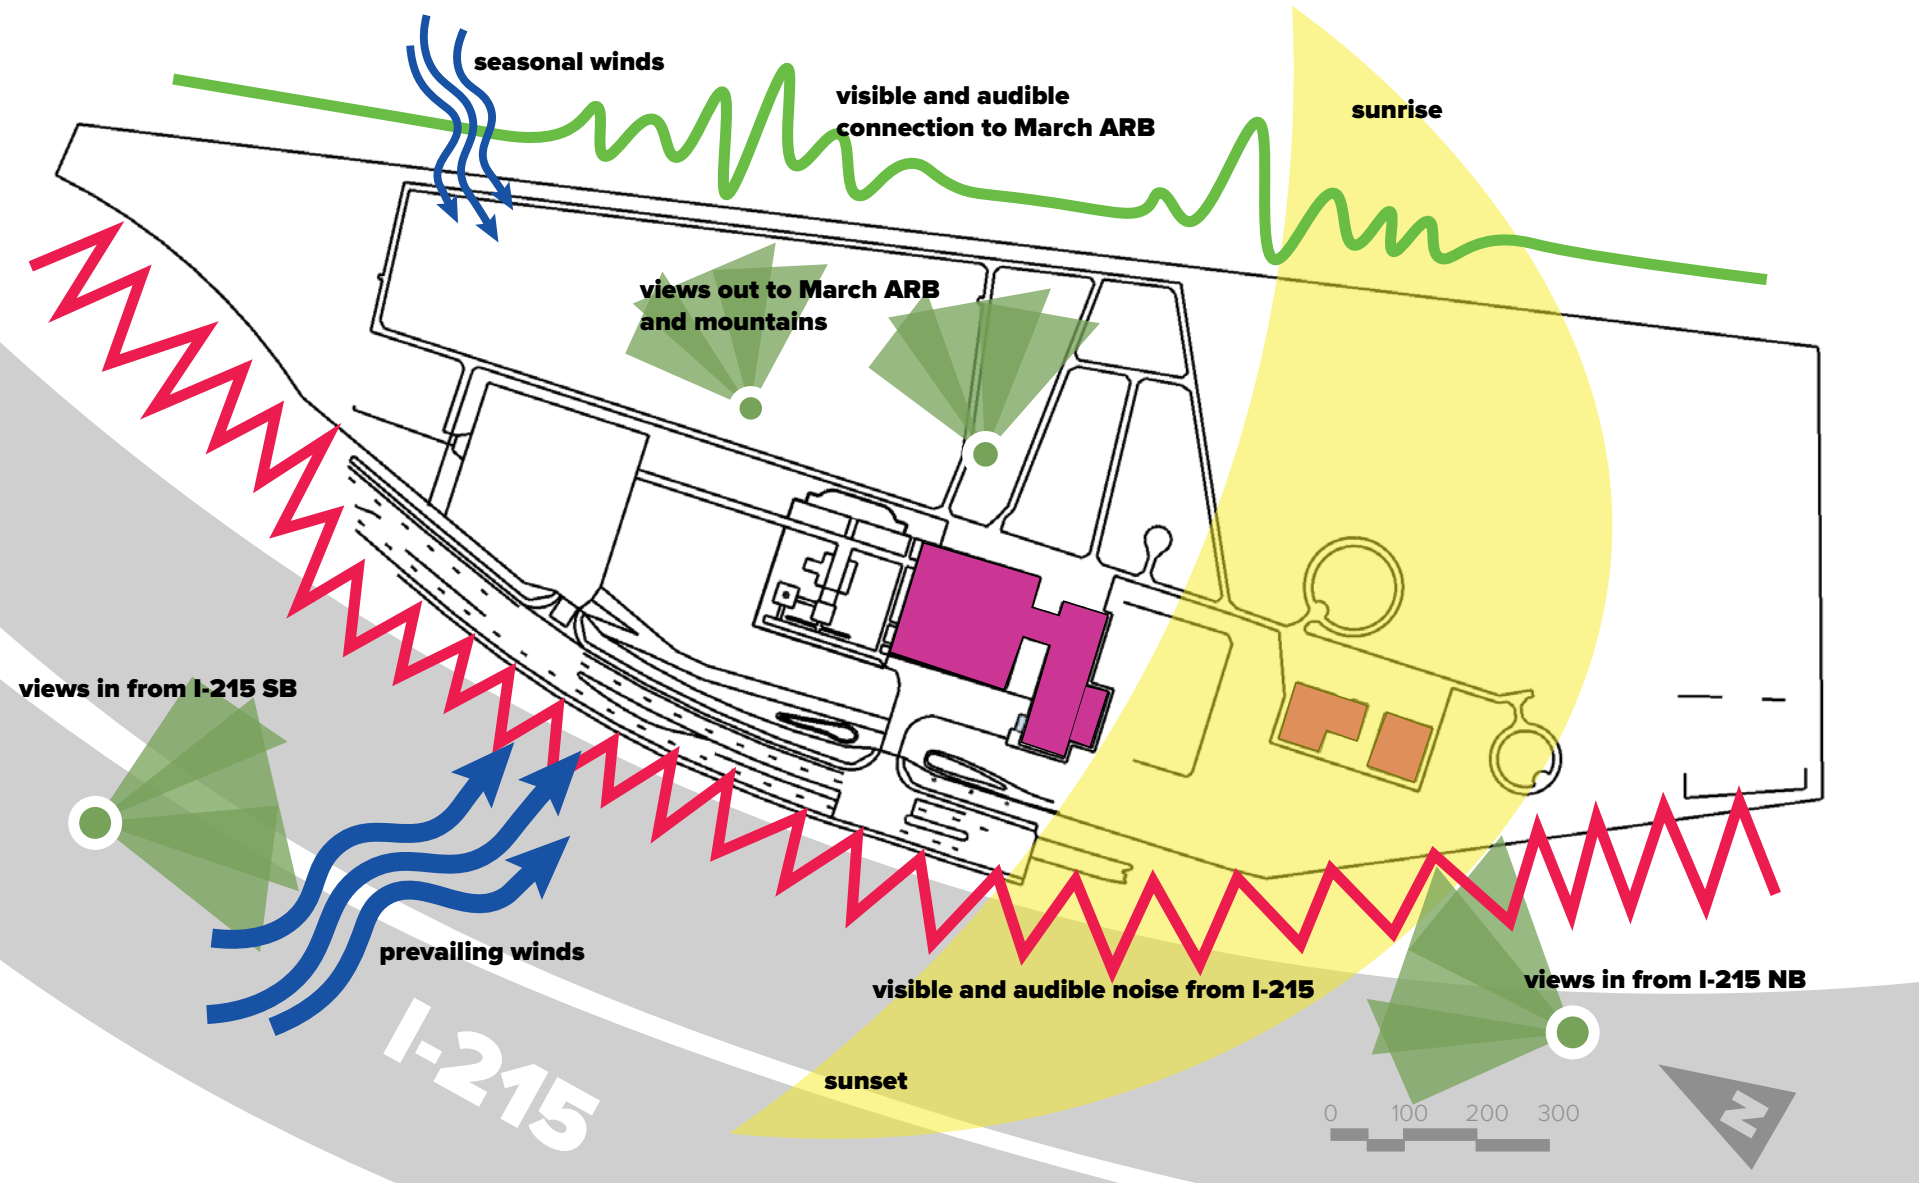 seasonal winds
visible and audible
connection to March ARB
sunrise
views out to March ARB
and mountains
views in from I-215 SB
prevailing winds
visible and audible noise from I-215
views in from I-215 NB
I-215
sunset
0 100 200 300
N